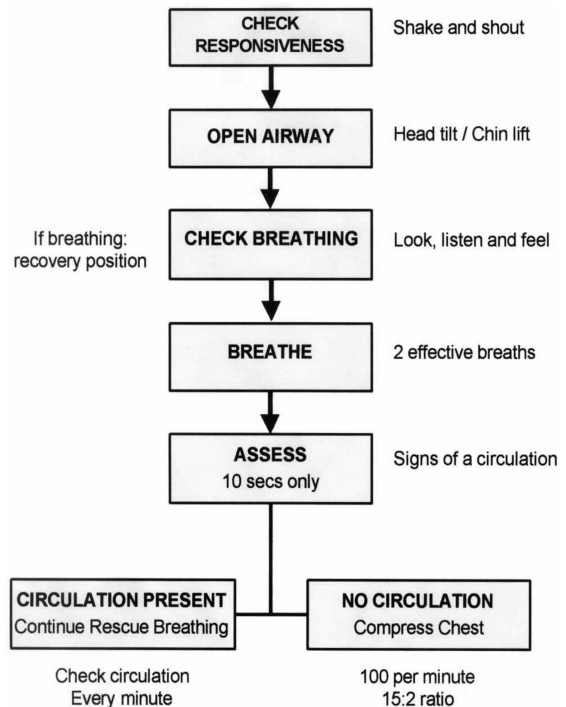 CHECK
RESPONSIVENESS
Shake and shout
OPEN AIRWAY
Head tilt / Chin lift
If breathing:
recovery position
CHECK BREATHING
Look, listen and feel
BREATHE
2 effective breaths
ASSESS
10 secs only
Signs of a circulation
CIRCULATION PRESENT
Continue Rescue Breathing
Check circulation
Every minute
NO CIRCULATION
Compress Chest
100 per minute
15:2 ratio